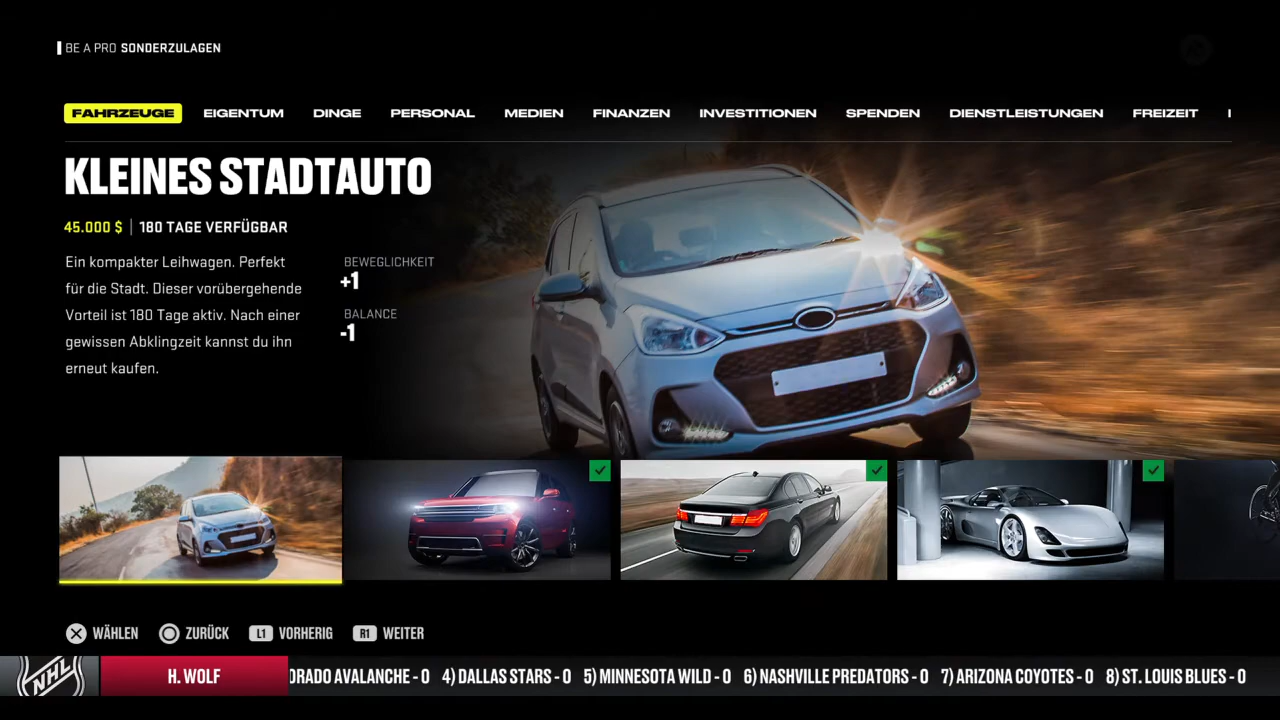 BE A PRO SONDERZULAGEN
FAHRZEUGE EIGENTUM DINGE PERSONAL MEDIEN FINANZEN INVESTITIONEN SPENDEN DIENSTLEISTUNGEN FREIZEIT
KLEINES STADTAUTO
45.000 $ | 180 TAGE VERFÜGBAR
Ein kompakter Leihwagen. Perfekt
für die Stadt. Dieser vorübergehende
Vorteil ist 180 Tage aktiv. Nach einer
gewissen Abklingzeit kannst du ihn
erneut kaufen.
BEWEGLICHKEIT
+1
BALANCE
-1
WÄHLEN ZURÜCK L1 VORHERIG R1 WEITER
NHL H. WOLF ORADO AVALANCHE - 0 4) DALLAS STARS - 0 5) MINNESOTA WILD - 0 6) NASHVILLE PREDATORS - 0 7) ARIZONA COYOTES - 0 8) ST. LOUIS BLUES - 0